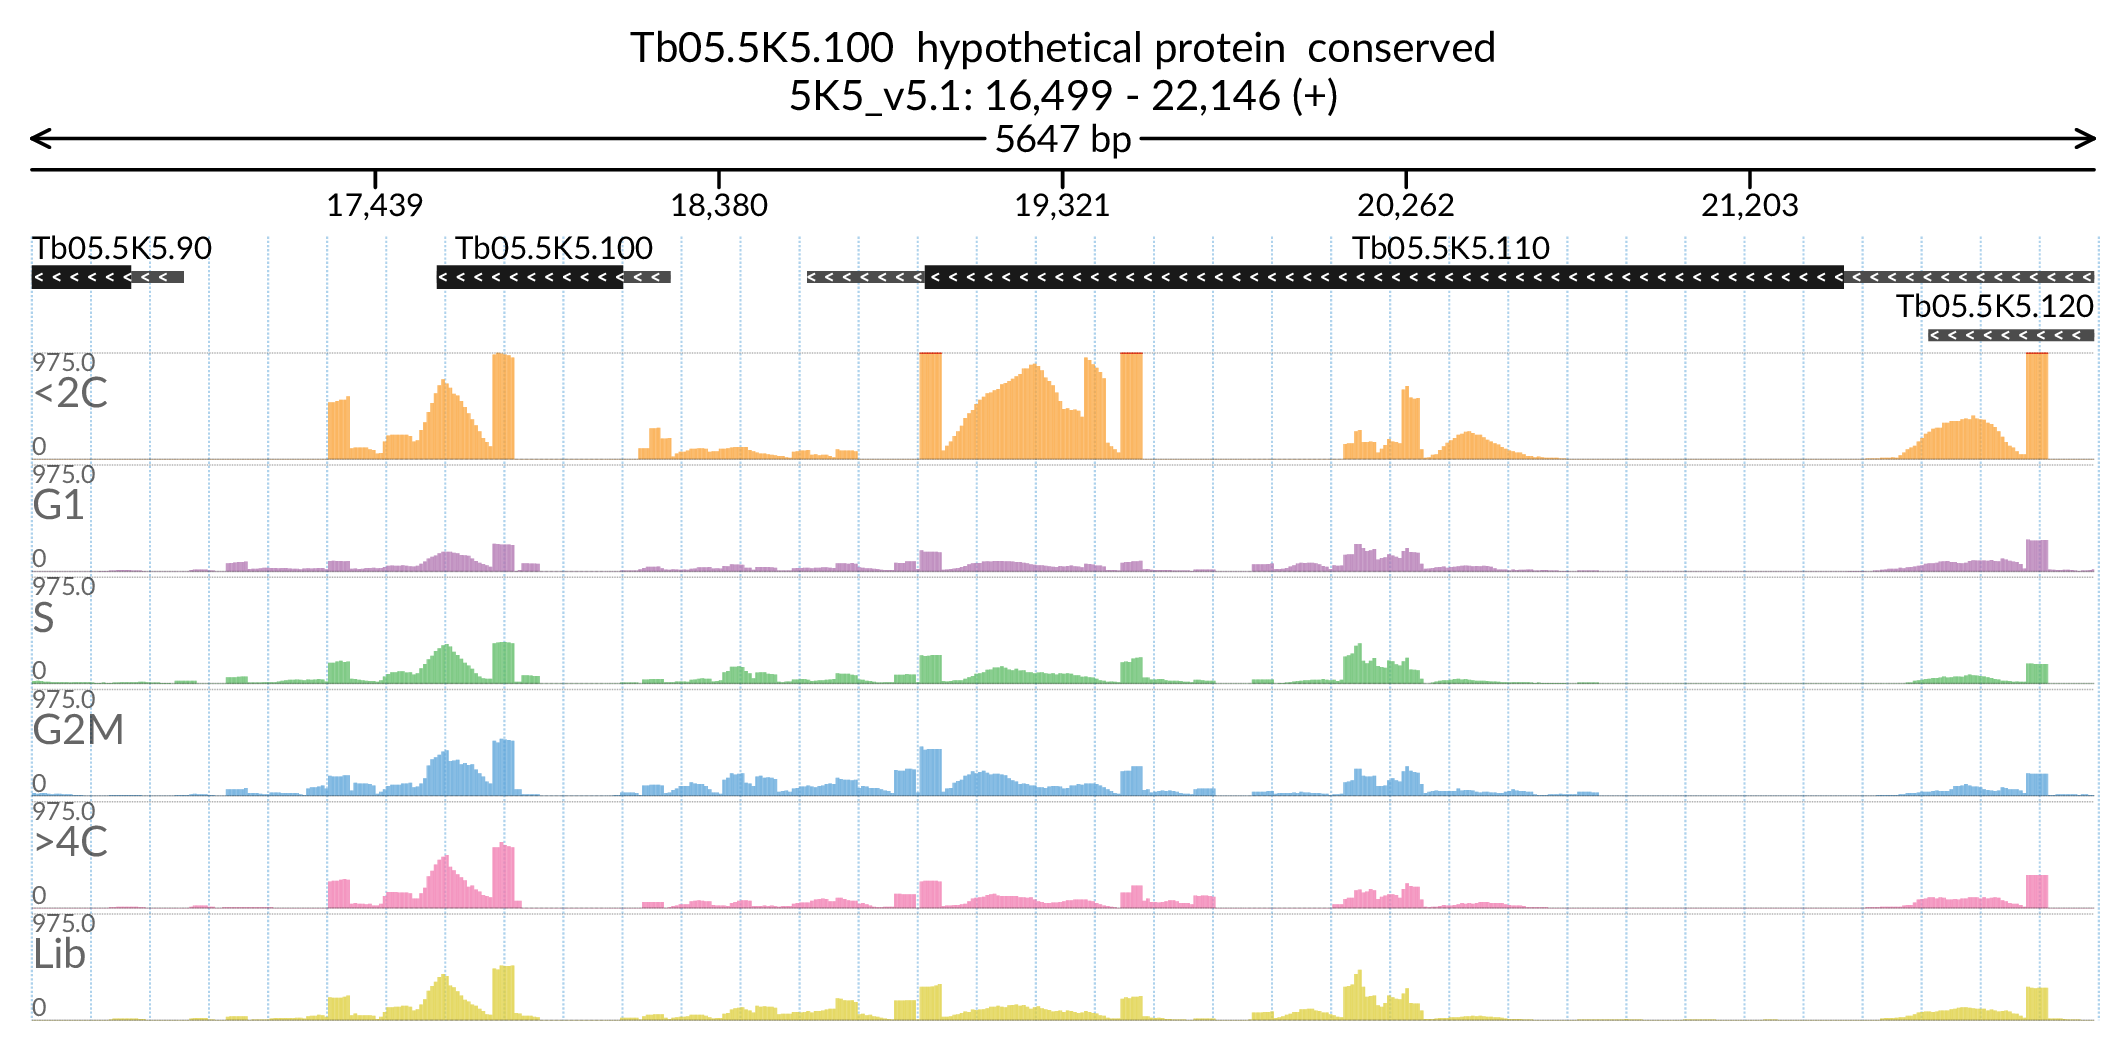 Tb05.5K5.100 hypothetical protein conserved
5K5_v5.1: 16,499 - 22,146 (+)
5647 bp
17,439 18,380 19,321 20,262 21,203
Tb05.5K5.90 Tb05.5K5.100 Tb05.5K5.110
Tb05.5K5.120
975.0
<2C
0
975.0
G1
0
975.0
S
0
975.0
G2M
0
975.0
>4C
0
975.0
Lib
0